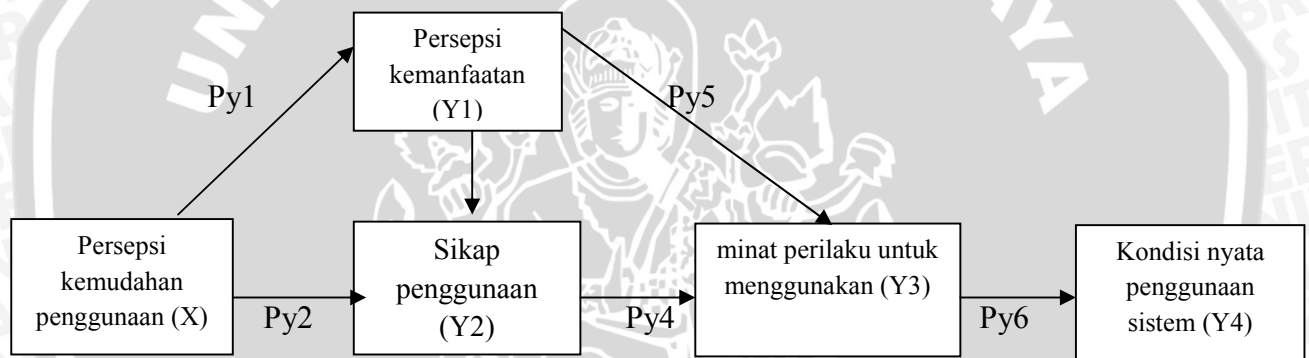 Persepsi
kemanfaatan
(Y1)
Py1
Py5
Persepsi
kemudahan
penggunaan (X)
Py2
Sikap
penggunaan
(Y2)
Py4
minat perilaku untuk
menggunakan (Y3)
Py6
Kondisi nyata
penggunaan
sistem (Y4)